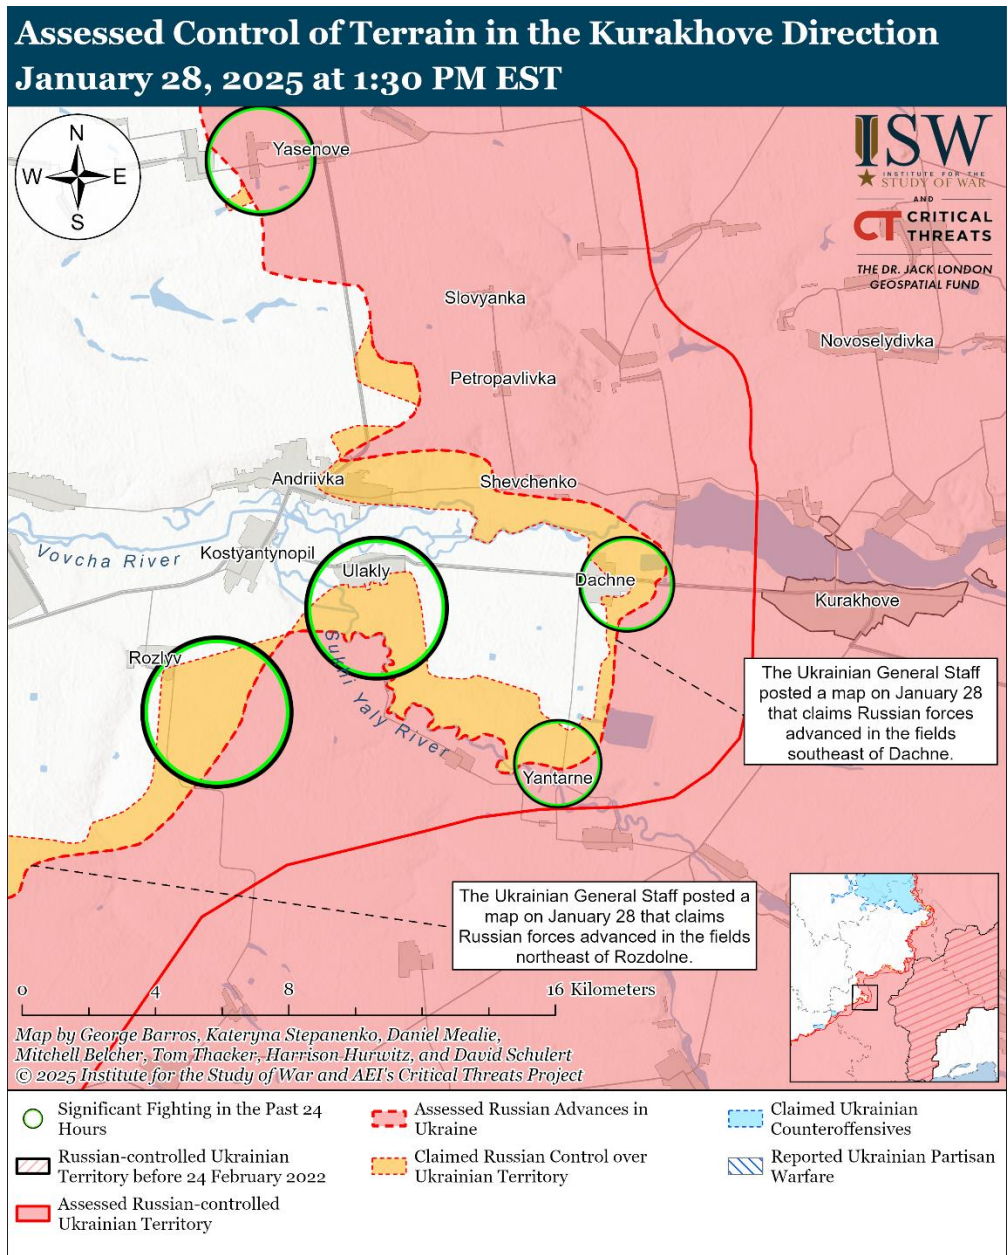 Assessed Control of Terrain in the Kurakhove Direction
January 28, 2025 at 1:30 PM EST
N
W E
S
Yasenove
ISW
INSTITUTE FOR THE
STUDY OF WAR
AND
CT CRITICAL
THREATS
THE DR. JACK LONDON
GEOSPATIAL FUND
Slovyanka
Novoselydivka
Petropavlivka
Andriivka
Shevchenko
Vovcha River
Kostyantynopil
Ulakly
Dachne
Kurakhove
Rozlyv
Sukhi Yaly River
The Ukrainian General Staff
posted a map on January 28
that claims Russian forces
advanced in the fields
southeast of Dachne.
Yantarne
The Ukrainian General Staff posted a
map on January 28 that claims
Russian forces advanced in the fields
northeast of Rozdolne.
0 4 8 16 Kilometers
Map by George Barros, Kateryna Stepanenko, Daniel Mealie,
Mitchell Belcher, Tom Thacker, Harrison Hurwitz, and David Schulert
© 2025 Institute for the Study of War and AEI's Critical Threats Project
Significant Fighting in the Past 24
Hours
Russian-controlled Ukrainian
Territory before 24 February 2022
Assessed Russian-controlled
Ukrainian Territory
Assessed Russian Advances in
Ukraine
Claimed Russian Control over
Ukrainian Territory
Claimed Ukrainian
Counteroffensives
Reported Ukrainian Partisan
Warfare